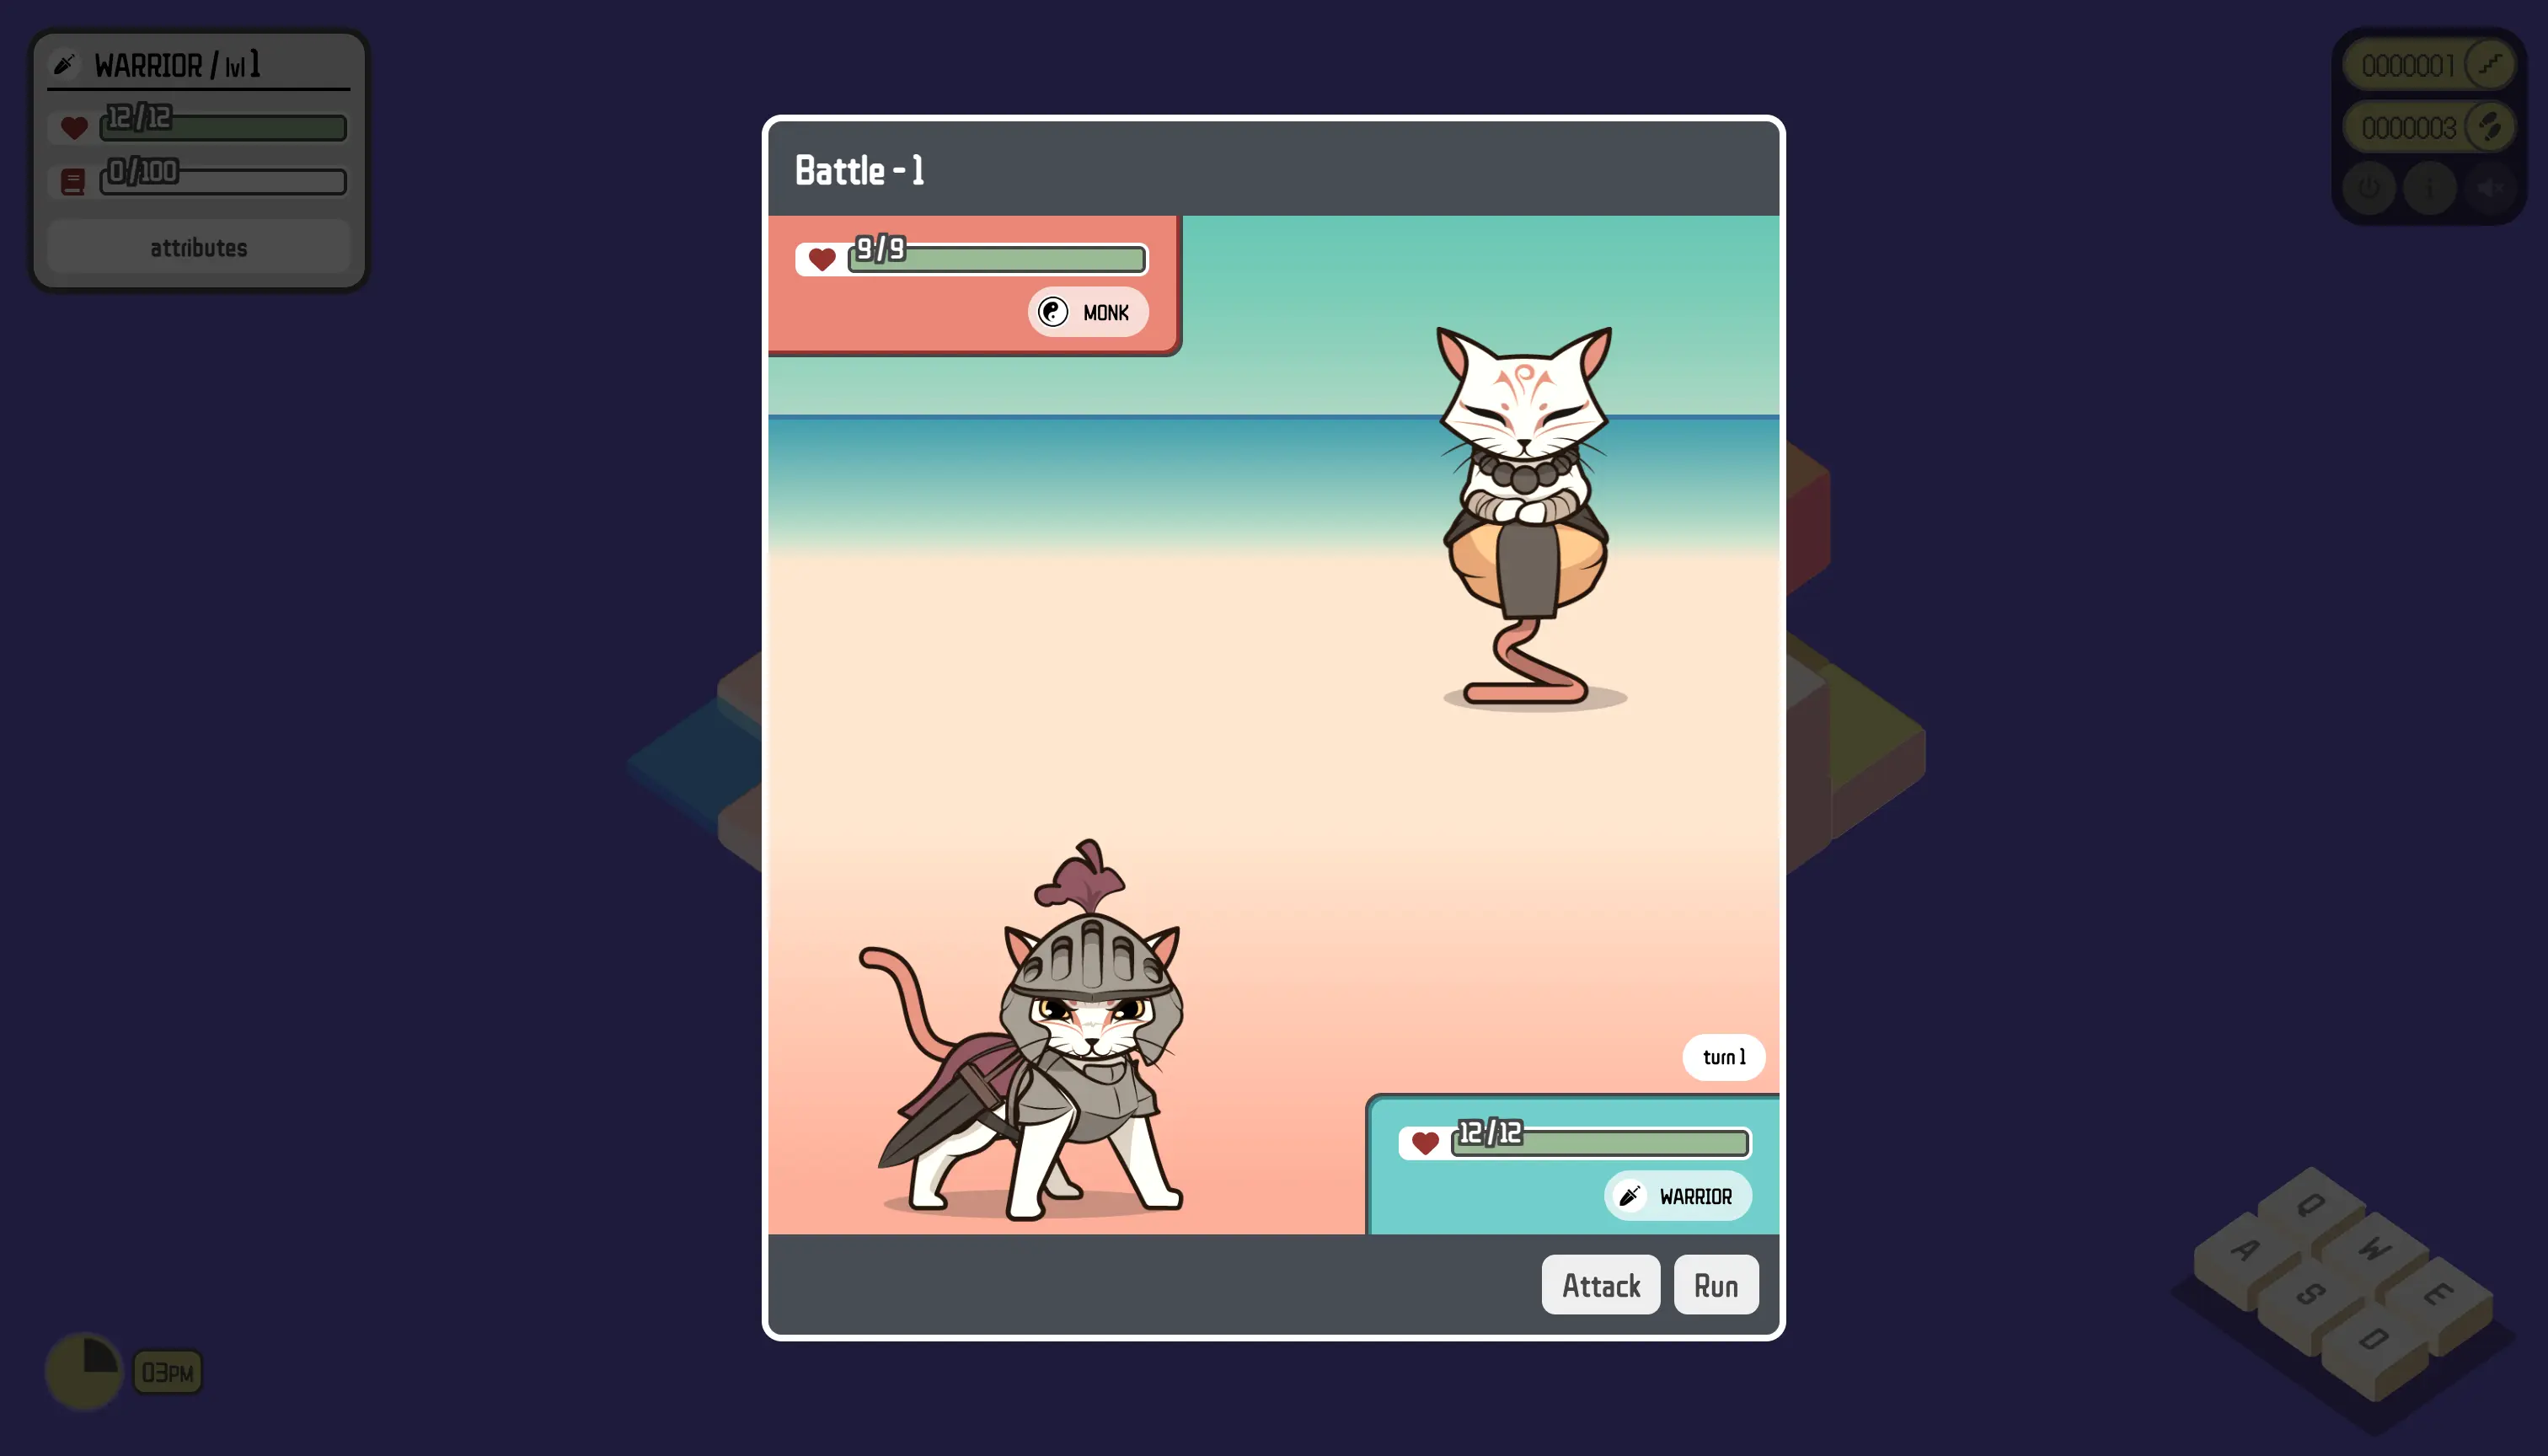 WARRIOR / lvl 1
12/12
0/100
attributes
0000001
0000003
i
Battle - 1
9/9
MONK
turn 1
12/12
WARRIOR
Attack
Run
03PM
Q
A
W
S
E
D